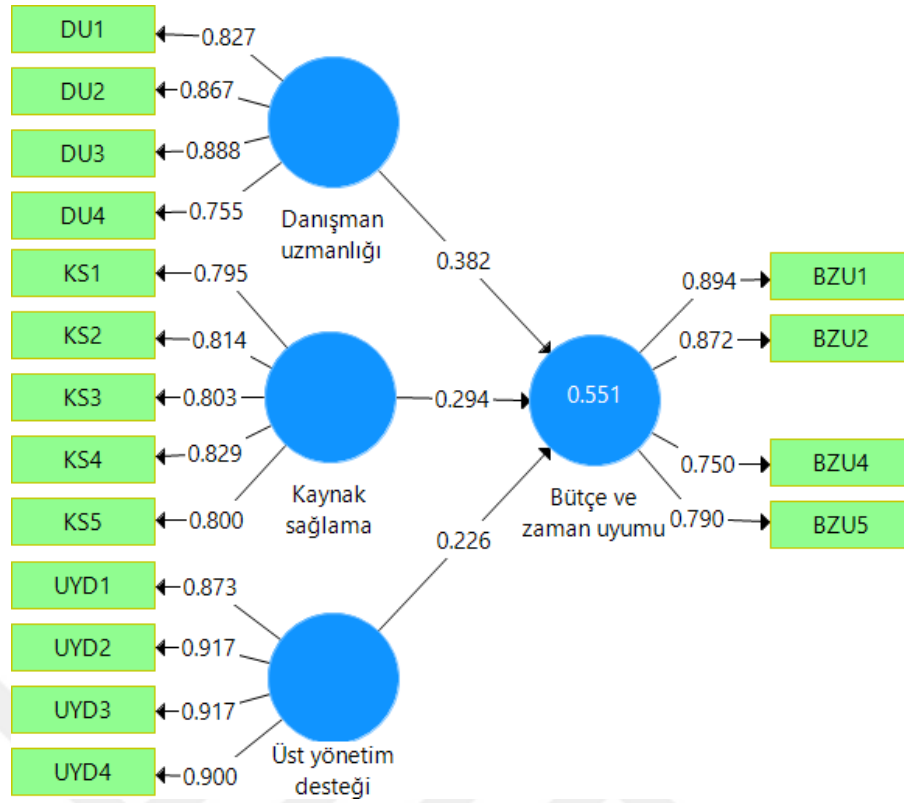 DU1
0.827
DU2
0.867
DU3
0.888
DU4
0.755
Danışman
uzmanlığı
0.382
KS1
0.795
KS2
0.814
KS3
0.803
KS4
0.829
KS5
0.800
Kaynak
sağlama
0.294
UYD1
0.873
UYD2
0.917
UYD3
0.917
UYD4
0.900
Üst yönetim
desteği
0.226
0.551
Bütçe ve
zaman uyumu
0.894
BZU1
0.872
BZU2
0.750
BZU4
0.790
BZU5